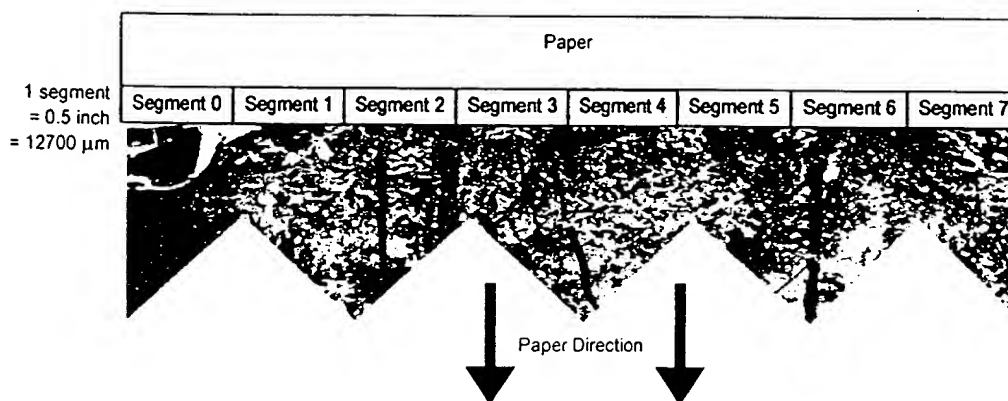 Paper
1 segment
= 0.5 inch
= 12700 µm
Segment 0 Segment 1 Segment 2 Segment 3 Segment 4 Segment 5 Segment 6 Segment 7
Paper Direction